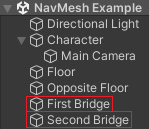 NavMesh Example
Directional Light
Character
Main Camera
Floor
Opposite Floor
First Bridge
Second Bridge